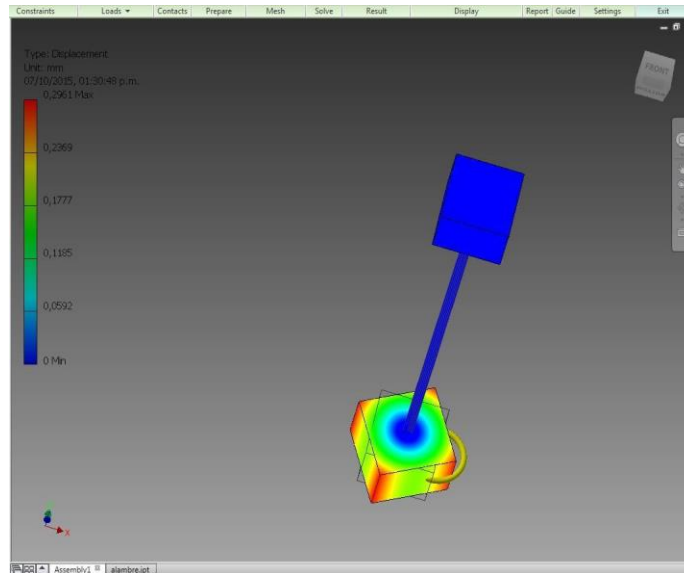 Constraints Loads Contacts Prepare Mesh Solve Result Display Report Guide Settings Exit
Type: Displacement
Unit: mm
07/10/2015, 01:30:48 p.m.
0,2961 Max
0,2369
0,1777
0,1185
0,0592
0 Min
FRONT
X
Assembly1 alambre.ipt